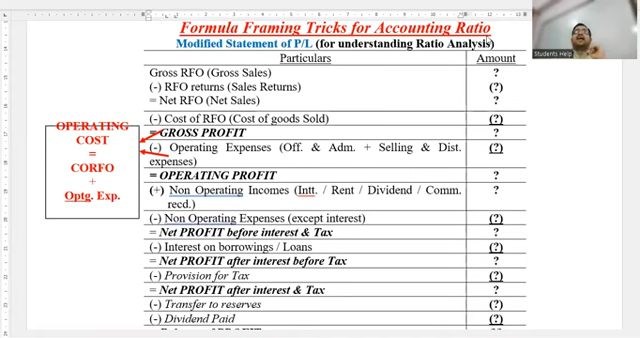 Formula Framing Tricks for Accounting Ratio
Modified Statement of P/L (for understanding Ratio Analysis)
Particulars Amount
Gross RFO (Gross Sales) ?
(-) RFO returns (Sales Returns) (?)
= Net RFO (Net Sales) ?
(-) Cost of RFO (Cost of goods Sold) (?)
= GROSS PROFIT ?
(-) Operating Expenses (Off. & Adm. + Selling & Dist. (?)
expenses)
= OPERATING PROFIT ?
(+) Non Operating Incomes (Intt. / Rent / Dividend / Comm. ?
recd.)
(-) Non Operating Expenses (except interest) (?)
= Net PROFIT before interest & Tax ?
(-) Interest on borrowings / Loans (?)
= Net PROFIT after interest before Tax ?
(-) Provision for Tax (?)
= Net PROFIT after interest & Tax ?
(-) Transfer to reserves (?)
(-) Dividend Paid (?)
OPERATING
COST
=
CORFO
+
Optg. Exp.
Students Help